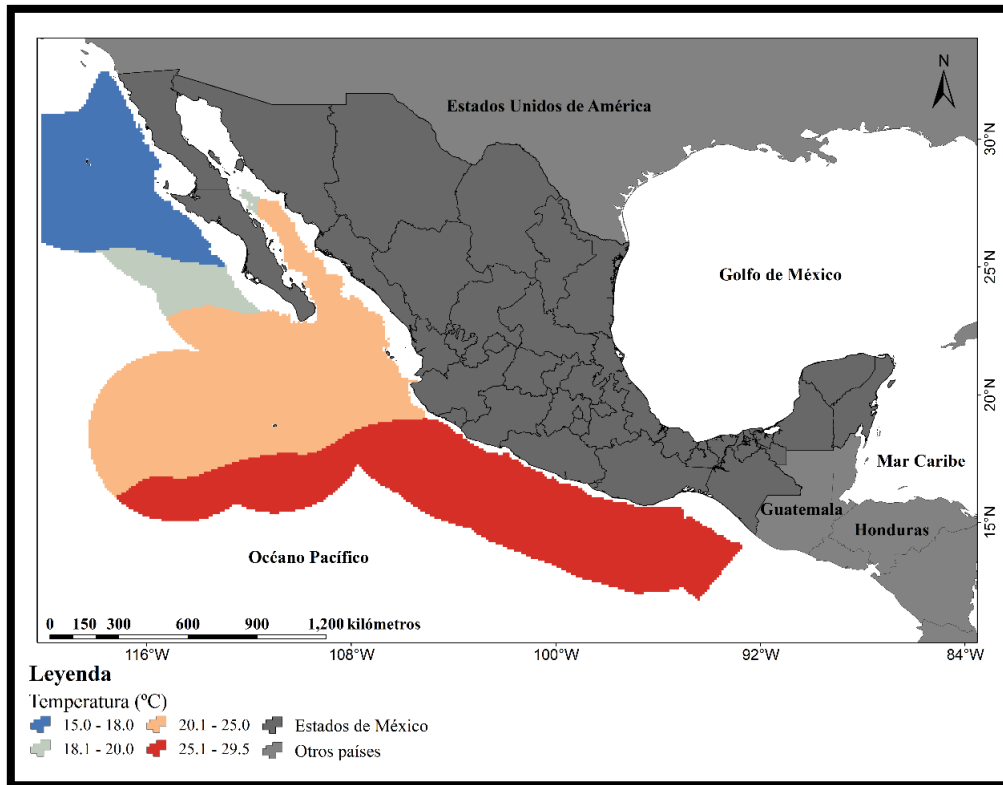 N
Estados Unidos de América
30°N
25°N
Golfo de México
20°N
Mar Caribe
Guatemala
15°N
Honduras
Océano Pacífico
0 150 300 600 900 1,200 kilómetros
116°W 108°W 100°W 92°W 84°W
Leyenda
Temperatura (ºC)
15.0 - 18.0 20.1 - 25.0 Estados de México
18.1 - 20.0 25.1 - 29.5 Otros países